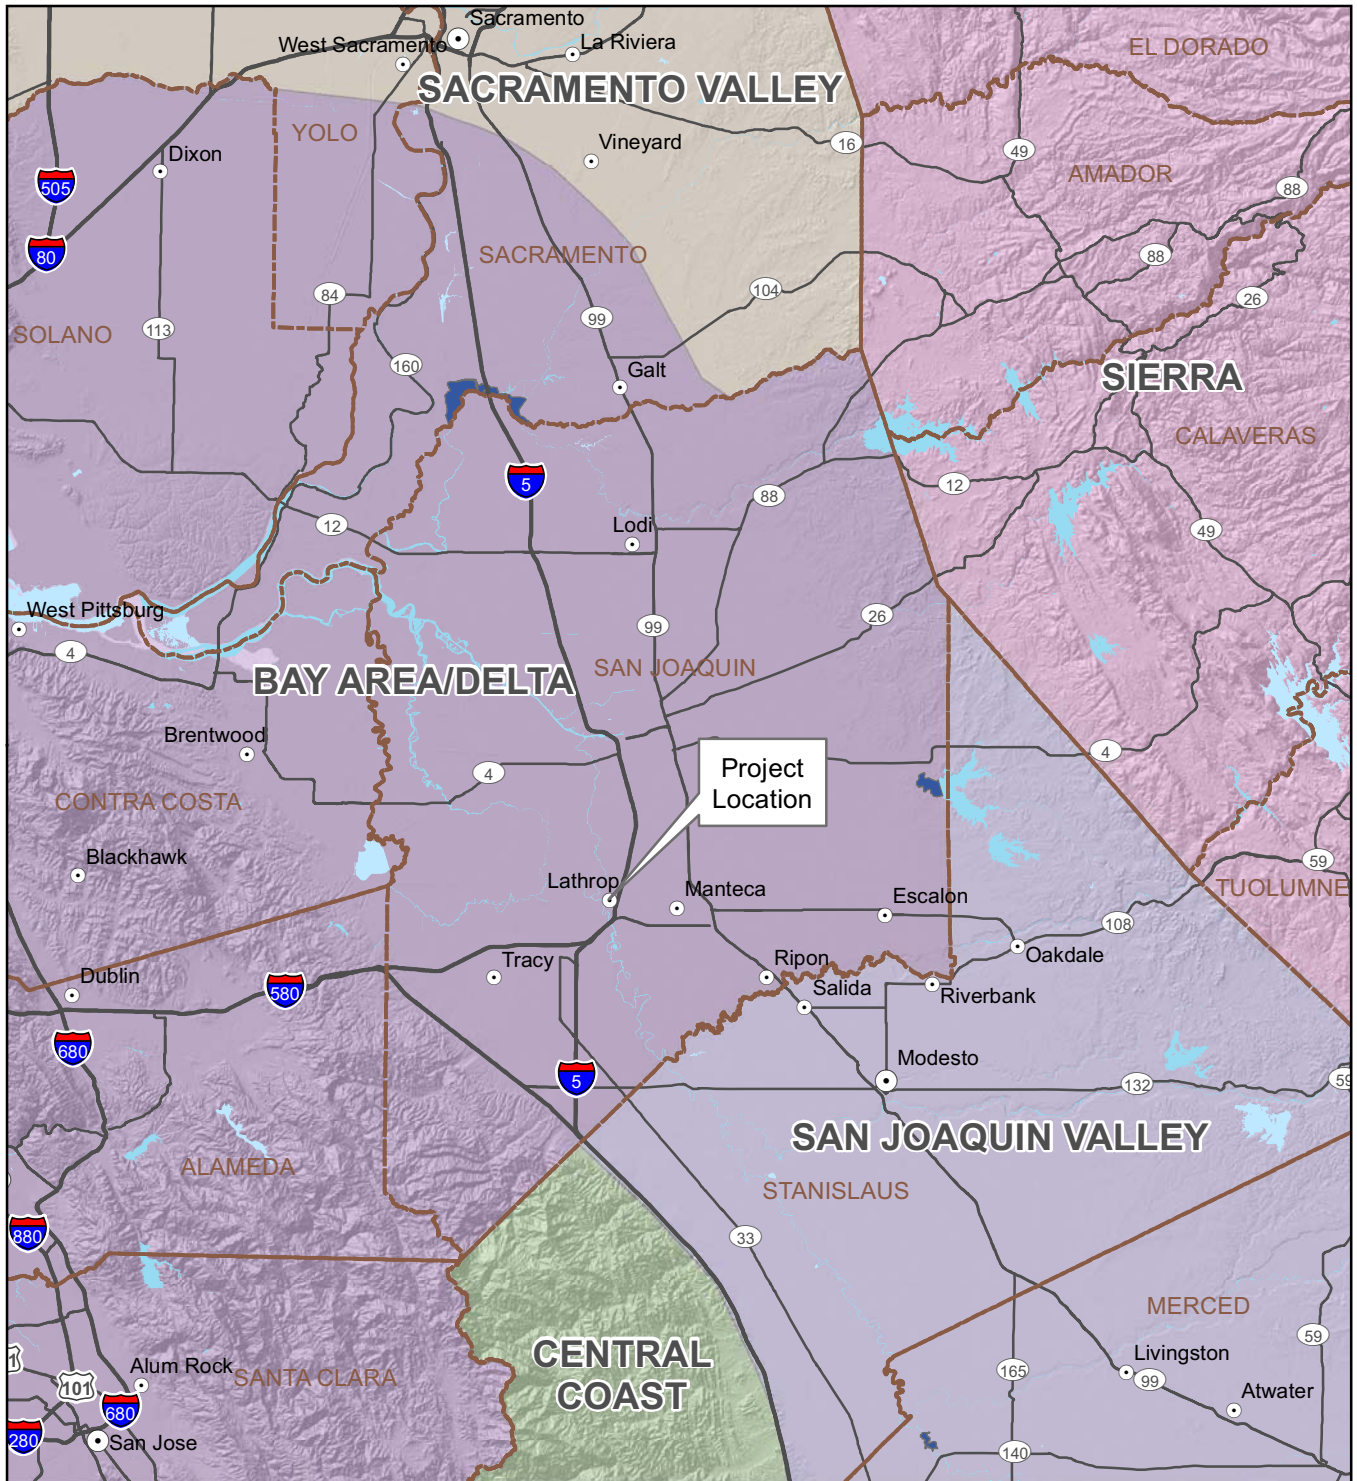 Sacramento
West Sacramento
La Riviera
EL DORADO
SACRAMENTO VALLEY
YOLO
Dixon
Vineyard
16
49
AMADOR
88
505
80
SACRAMENTO
88
84
104
26
SOLANO
113
99
160
Galt
SIERRA
CALAVERAS
5
12
88
12
Lodi
49
West Pittsburg
4
99
26
BAY AREA/DELTA
SAN JOAQUIN
Brentwood
4
4
Project
Location
CONTRA COSTA
Blackhawk
59
Lathrop
Manteca
Escalon
TUOLUMNE
108
Oakdale
Tracy
Ripon
Dublin
580
Salida
Riverbank
680
Modesto
5
132
59
SAN JOAQUIN VALLEY
ALAMEDA
STANISLAUS
880
33
MERCED
59
CENTRAL
COAST
Livingston
Alum Rock
SANTA CLARA
165
99
101
Atwater
680
280
San Jose
140